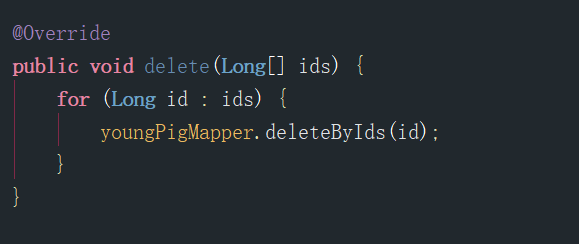 @Override
public void delete(Long[] ids) {
    for (Long id : ids) {
        youngPigMapper.deleteByIds(id);
    }
}